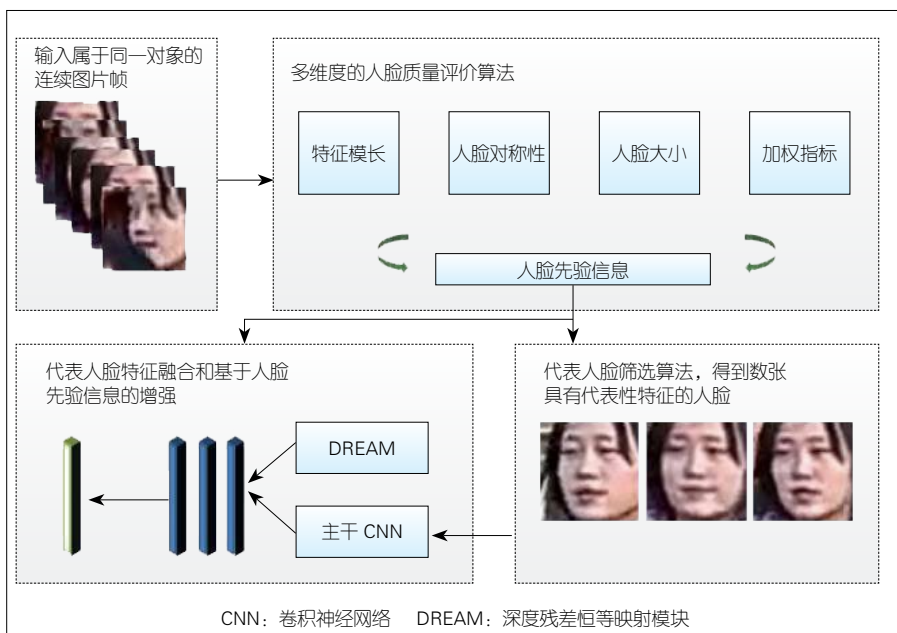 输入属于同一对象的
连续图片帧
多维度的人脸质量评价算法
特征模长
人脸对称性
人脸大小
加权指标
人脸先验信息
代表人脸特征融合和基于人脸
先验信息的增强
DREAM
主干 CNN
代表人脸筛选算法，得到数张
具有代表性特征的人脸
CNN：卷积神经网络 DREAM：深度残差恒等映射模块